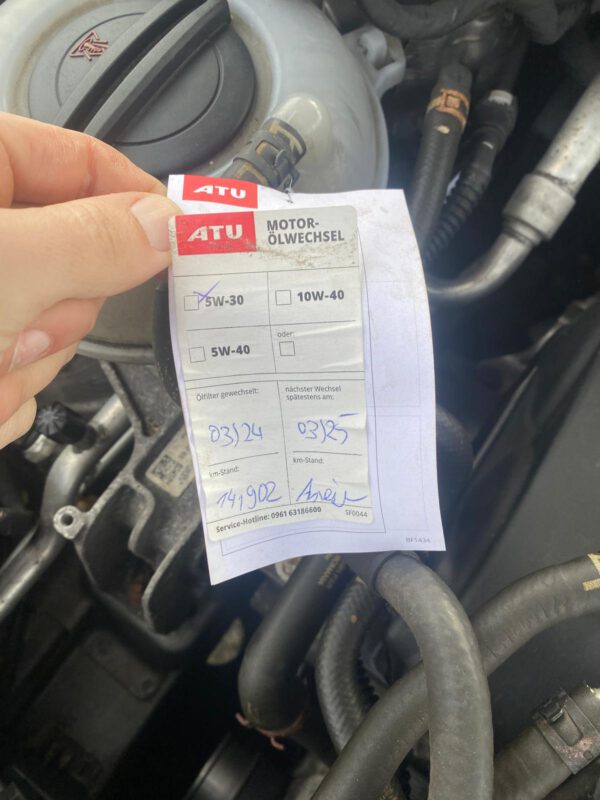 ATU
ATU MOTOR-
ÖLWECHSEL
5W-30
10W-40
5W-40
oder:
Ölfilter gewechselt:
nächster Wechsel
spätestens am:
03/24
03/25
km-Stand:
km-Stand:
14,902
Service-Hotline: 0961 63186600
SF0044
BF1434